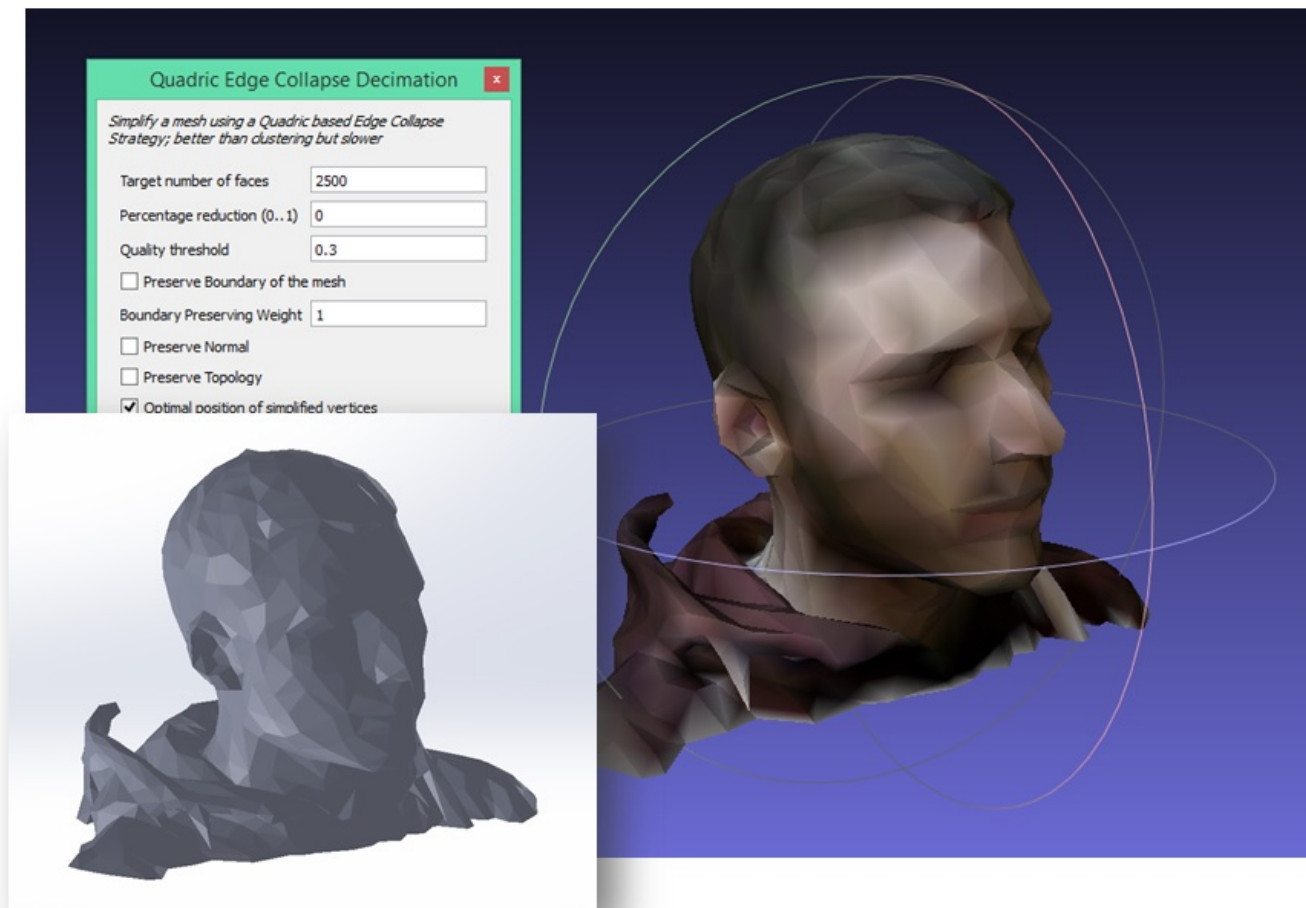 Quadric Edge Collapse Decimation
x
Simplify a mesh using a Quadric based Edge Collapse
Strategy; better than clustering but slower
Target number of faces 2500
Percentage reduction (0..1) 0
Quality threshold 0.3
Preserve Boundary of the mesh
Boundary Preserving Weight 1
Preserve Normal
Preserve Topology
Optimal position of simplified vertices